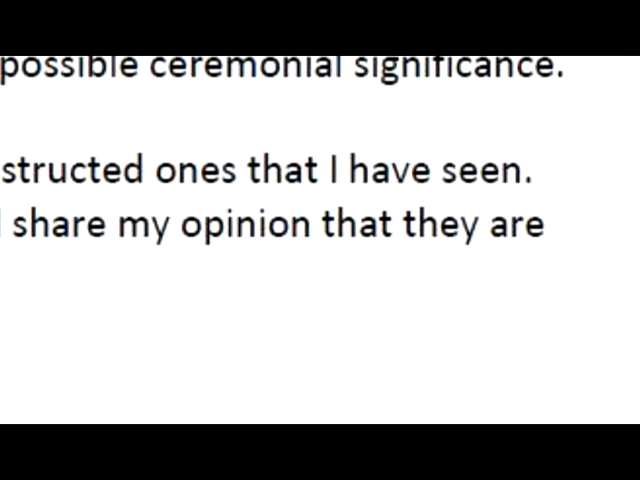 possible ceremonial significance.
structed ones that I have seen.
share my opinion that they are